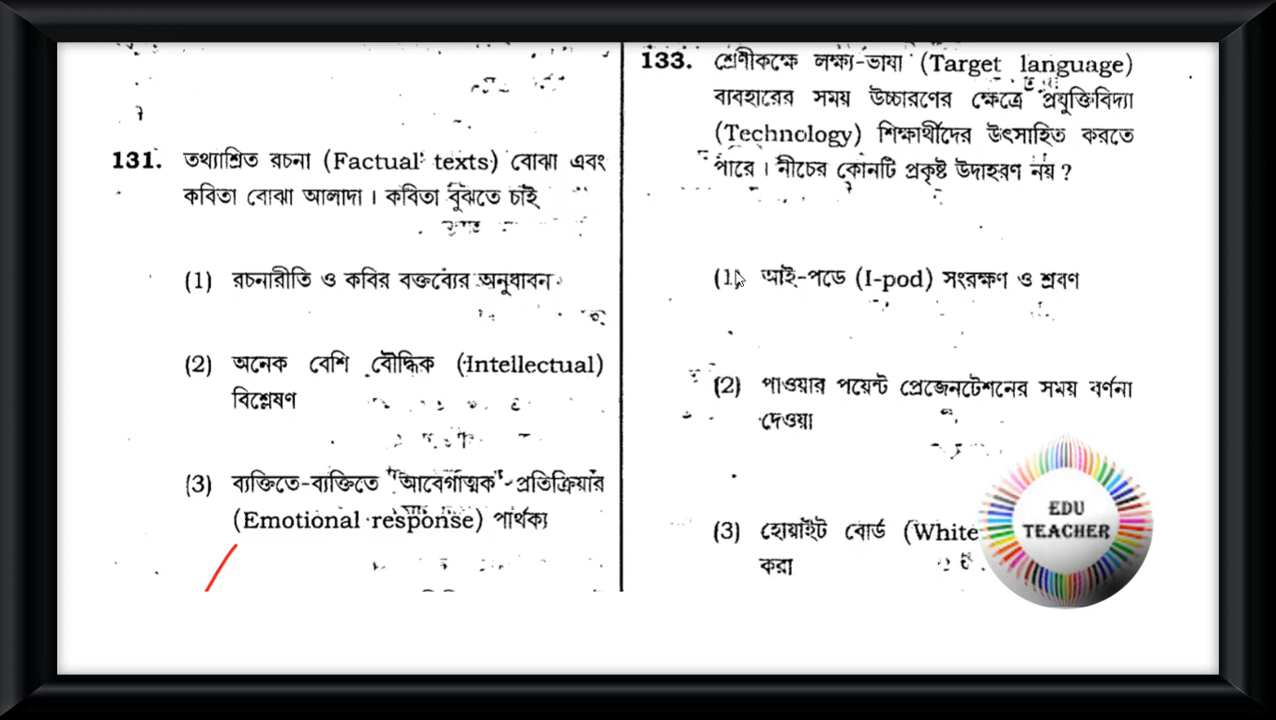 131. তথ্যাশ্রিত রচনা (Factual texts) বোঝা এবং
কবিতা বোঝা আলাদা। কবিতা বুঝতে চাই
(1) রচনারীতি ও কবির বক্তব্যের অনুধাবন
(2) অনেক বেশি বৌদ্ধিক (Intellectual)
বিশ্লেষণ
(3) ব্যক্তিতে-ব্যক্তিতে আবেগাত্মক প্রতিক্রিয়ার
(Emotional response) পার্থক্য
133. শ্রেণীকক্ষে লক্ষ্য-ভাষা (Target language)
ব্যবহারের সময় উচ্চারণের ক্ষেত্রে প্রযুক্তিবিদ্যা
(Technology) শিক্ষার্থীদের উৎসাহিত করতে
পারে। নীচের কোনটি প্রকৃষ্ট উদাহরণ নয়?
(1) আই-পডে (I-pod) সংরক্ষণ ও শ্রবণ
(2) পাওয়ার পয়েন্ট প্রেজেনটেশনের সময় বর্ণনা
দেওয়া
(3) হোয়াইট বোর্ড (White
করা
EDU
TEACHER